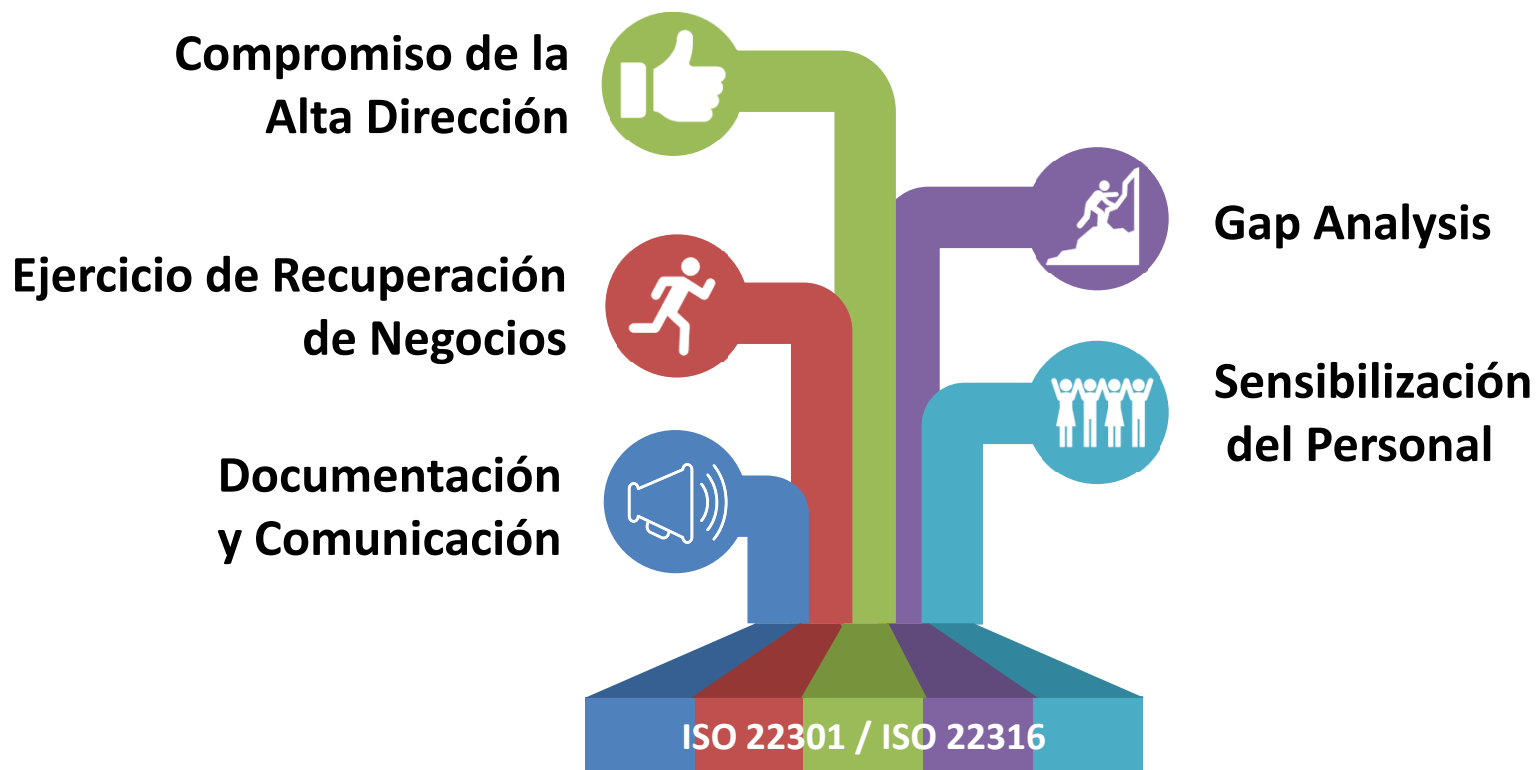 Compromiso de la
Alta Dirección
Gap Analysis
Ejercicio de Recuperación
de Negocios
Sensibilización
del Personal
Documentación
y Comunicación
ISO 22301 / ISO 22316